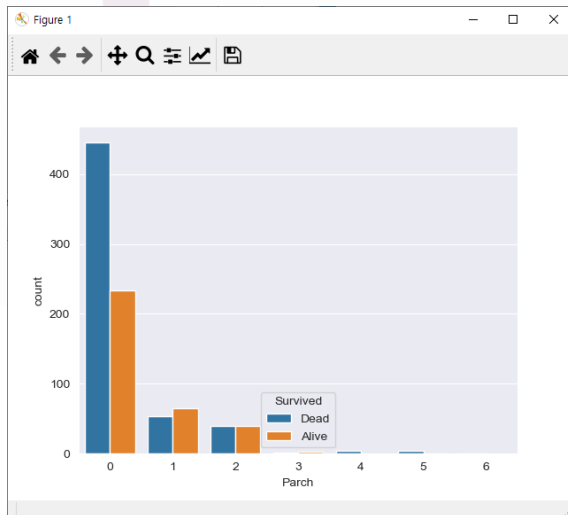 Figure 1
400
300
200
100
0
count
Survived
Dead
Alive
0 1 2 3 4 5 6
Parch